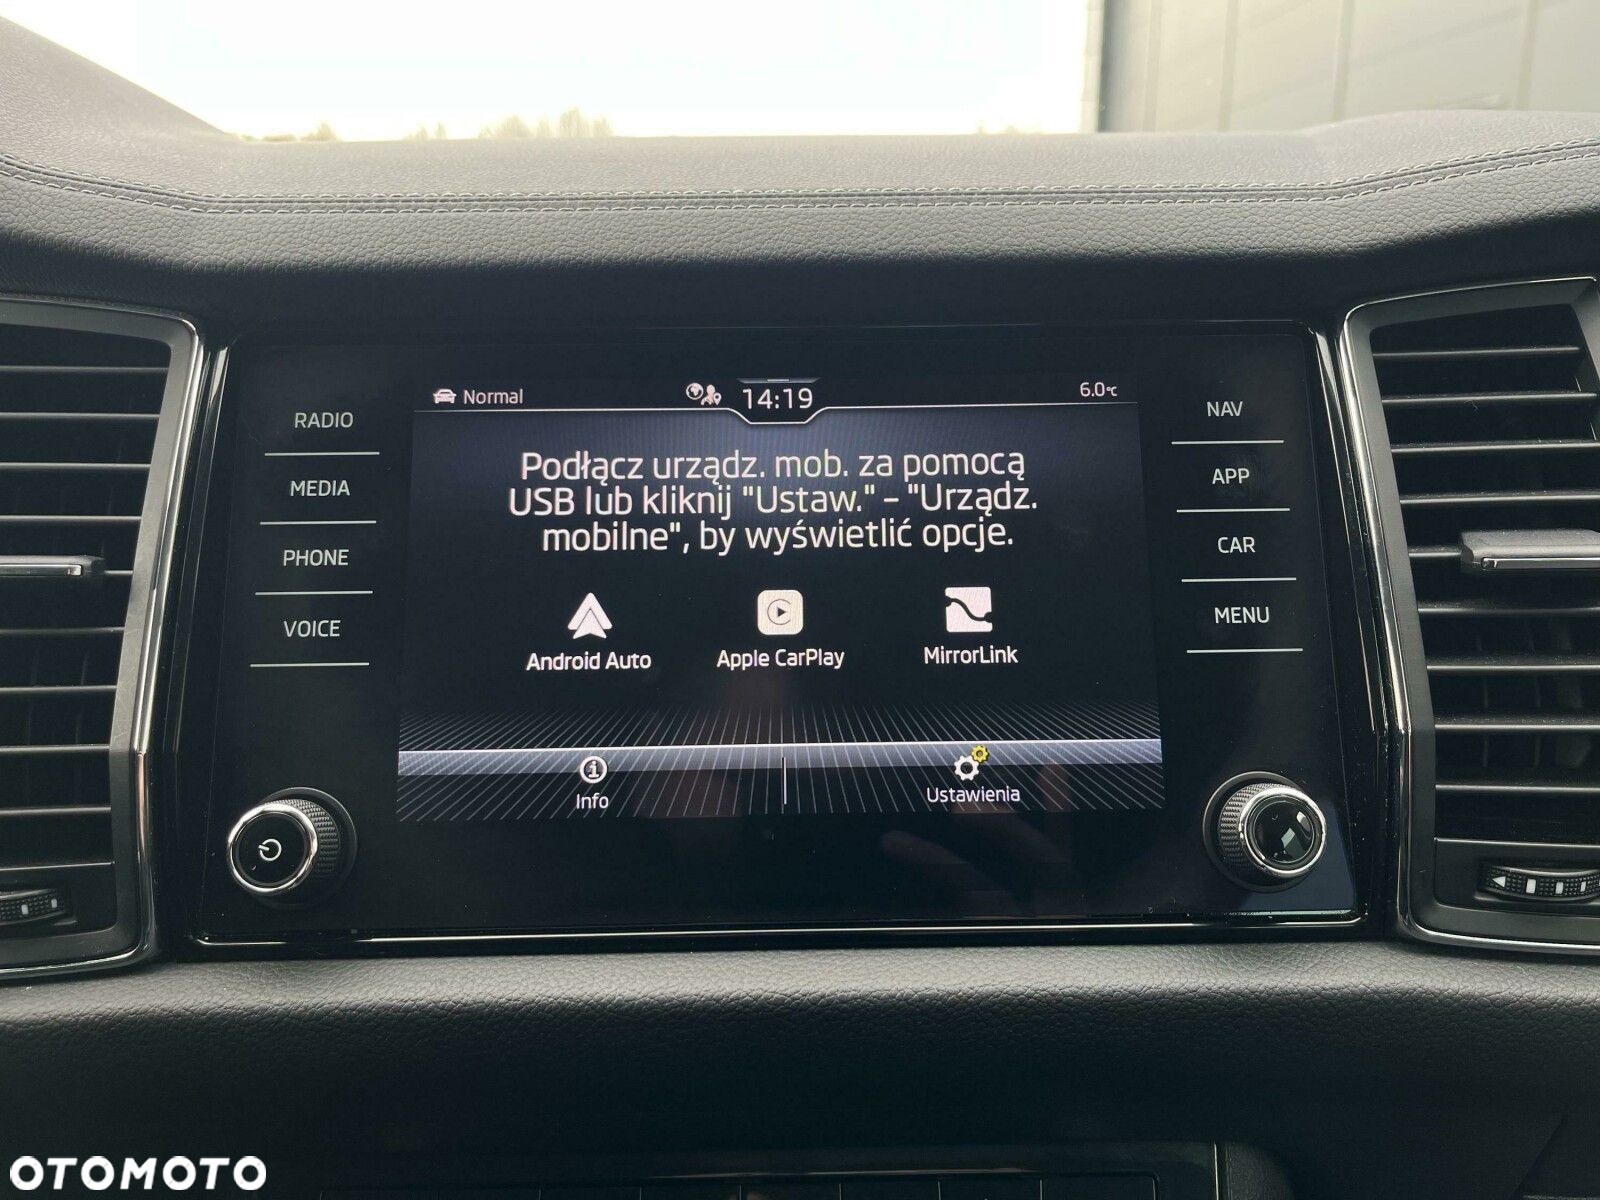 Normal
14:19
6.0°C
RADIO
MEDIA
PHONE
VOICE
Podłącz urządz. mob. za pomocą
USB lub kliknij "Ustaw." – "Urządz.
mobilne", by wyświetlić opcje.
Android Auto
Apple CarPlay
MirrorLink
Info
Ustawienia
NAV
APP
CAR
MENU
OTOMOTO